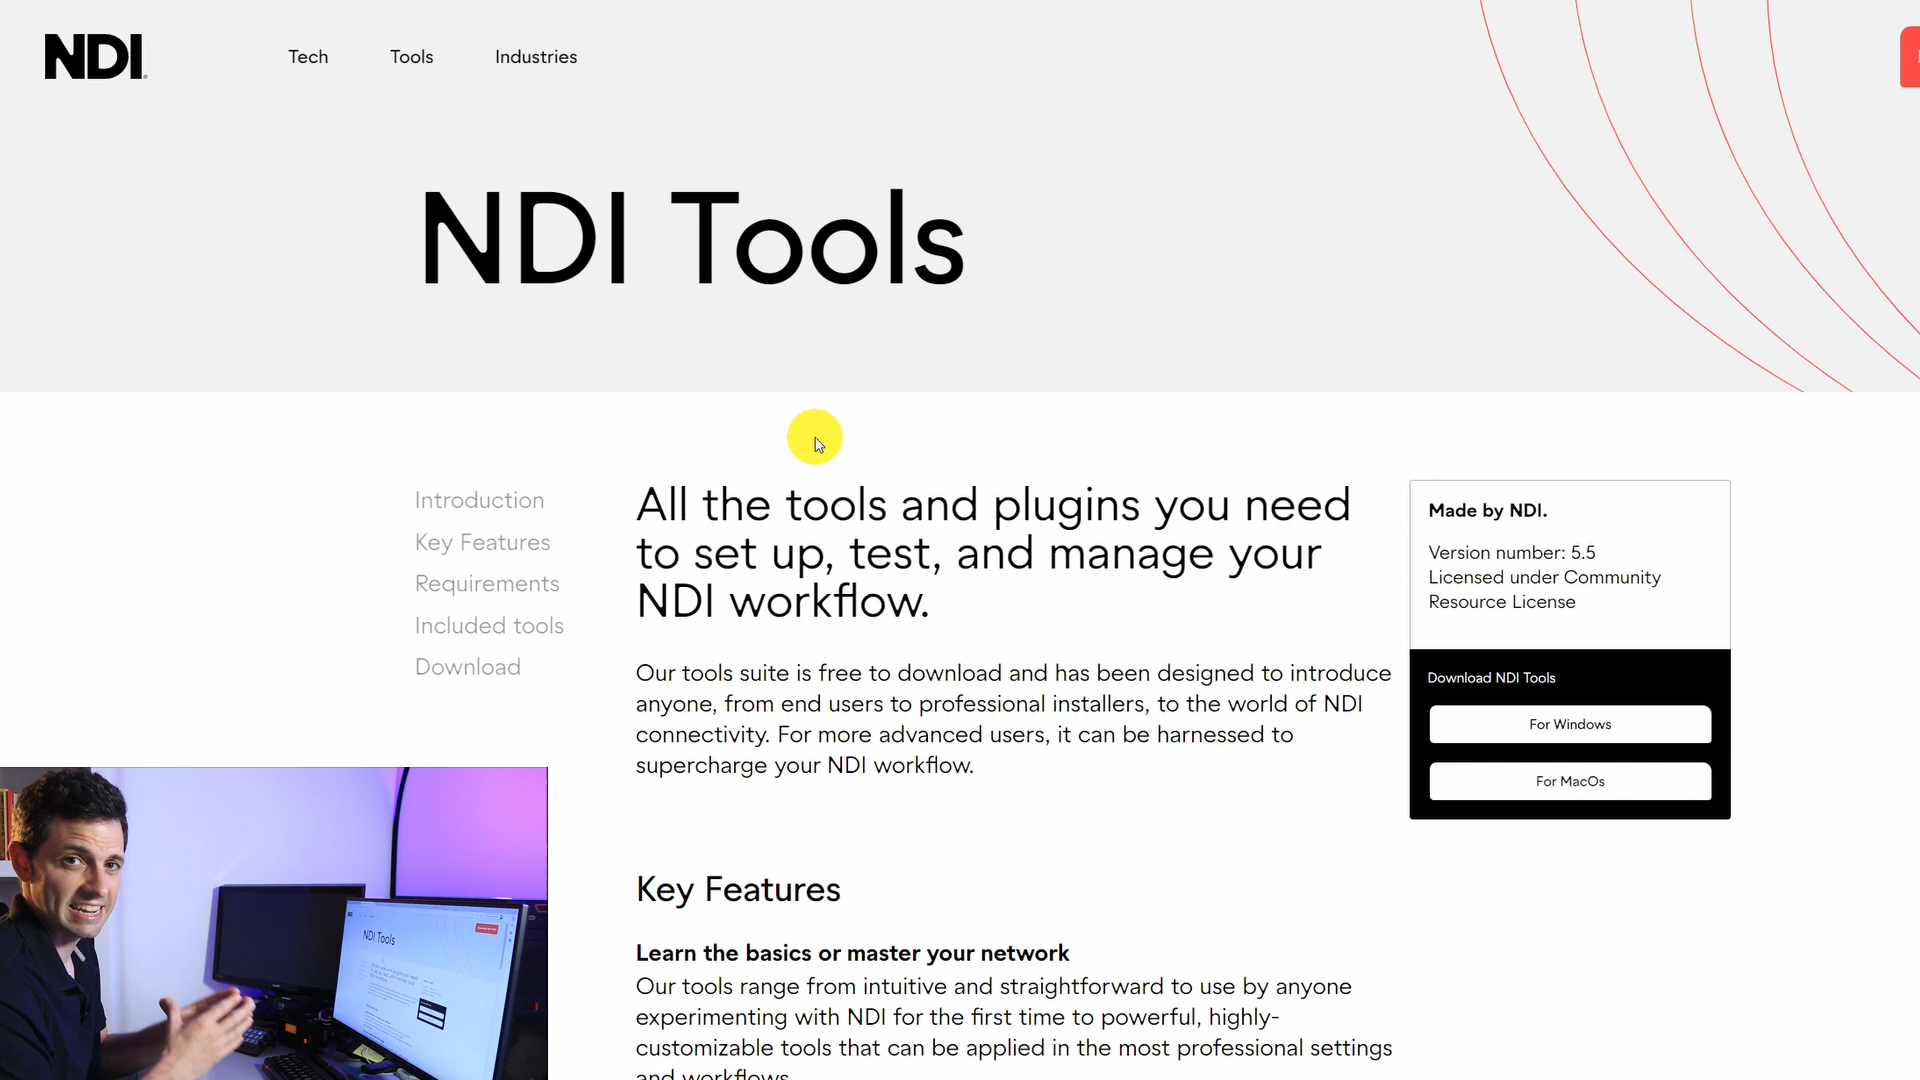 NDI
Tech
Tools
Industries
NDI Tools
Introduction
Key Features
Requirements
Included tools
Download
All the tools and plugins you need
to set up, test, and manage your
NDI workflow.
Our tools suite is free to download and has been designed to introduce
anyone, from end users to professional installers, to the world of NDI
connectivity. For more advanced users, it can be harnessed to
supercharge your NDI workflow.
Made by NDI.
Version number: 5.5
Licensed under Community
Resource License
Download NDI Tools
For Windows
For MacOs
Key Features
Learn the basics or master your network
Our tools range from intuitive and straightforward to use by anyone
experimenting with NDI for the first time to powerful, highly-
customizable tools that can be applied in the most professional settings
and workflows.
NDI Tools